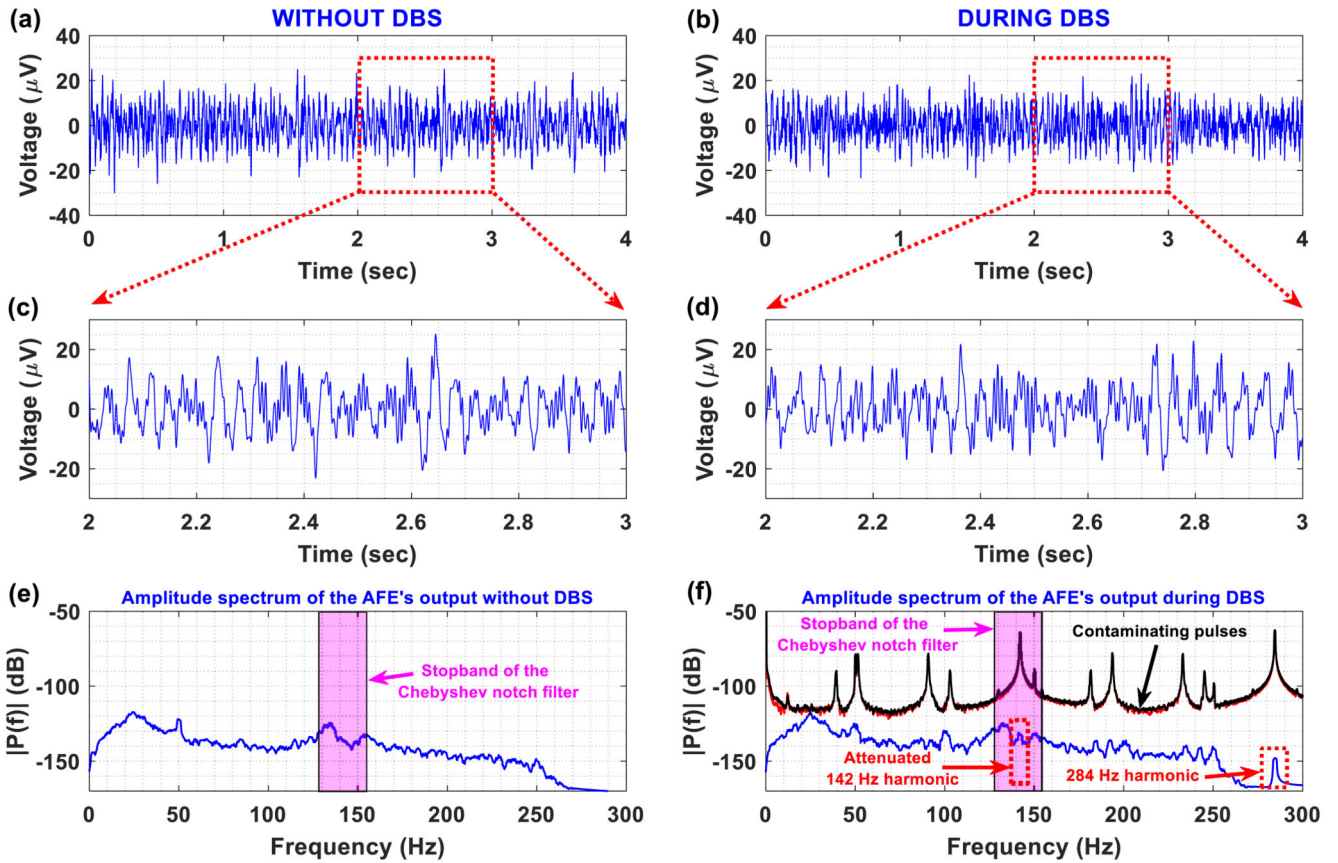 (a) WITHOUT DBS
40
20
0
-20
-40
Voltage (μV)
0 1 2 3 4
Time (sec)
(b) DURING DBS
40
20
0
-20
-40
Voltage (μV)
0 1 2 3 4
Time (sec)
(c)
20
0
-20
Voltage (μV)
2 2.2 2.4 2.6 2.8 3
Time (sec)
(d)
20
0
-20
Voltage (μV)
2 2.2 2.4 2.6 2.8 3
Time (sec)
(e) Amplitude spectrum of the AFE's output without DBS
-50
-100
-150
|P(f)| (dB)
Stopband of the
Chebyshev notch filter
0 50 100 150 200 250 300
Frequency (Hz)
(f) Amplitude spectrum of the AFE's output during DBS
-50
-100
-150
|P(f)| (dB)
Stopband of the
Chebyshev notch filter
Contaminating pulses
Attenuated
142 Hz harmonic
284 Hz harmonic
0 50 100 150 200 250 300
Frequency (Hz)